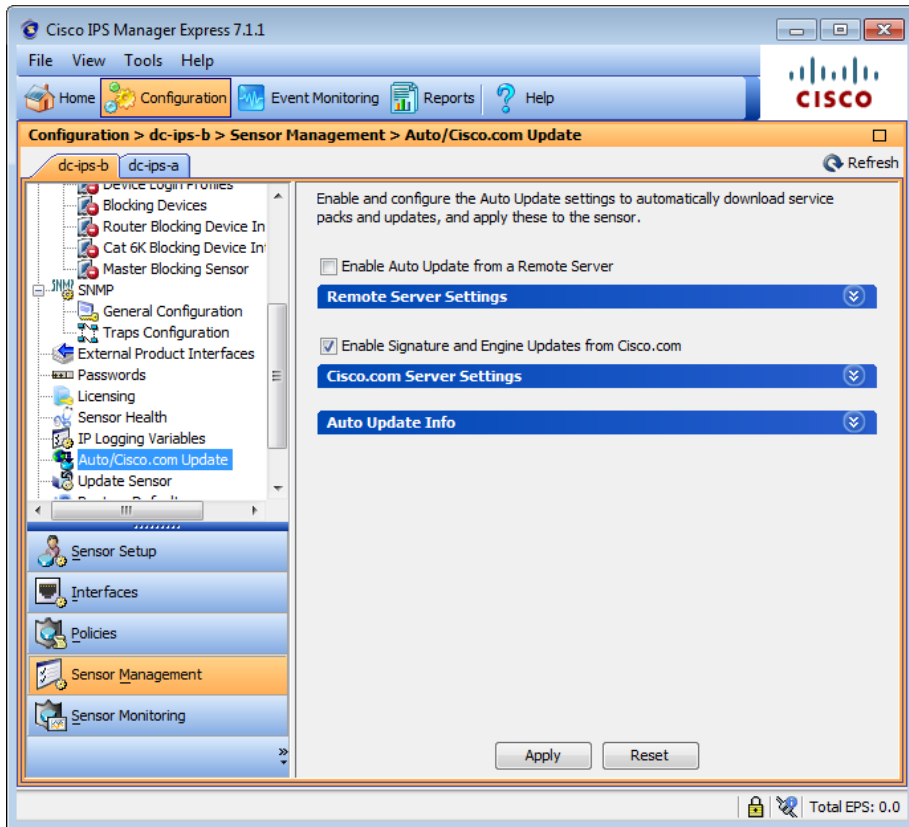 Cisco IPS Manager Express 7.1.1
File View Tools Help
Home Configuration Event Monitoring Reports Help
CISCO
Configuration > dc-ips-b > Sensor Management > Auto/Cisco.com Update
dc-ips-b dc-ips-a Refresh
Device Login Profiles
Blocking Devices
Router Blocking Device In
Cat 6K Blocking Device In
Master Blocking Sensor
SNMP
SNMP
General Configuration
Traps Configuration
External Product Interfaces
Passwords
Licensing
Sensor Health
IP Logging Variables
Auto/Cisco.com Update
Update Sensor
Sensor Setup
Interfaces
Policies
Sensor Management
Sensor Monitoring
Enable and configure the Auto Update settings to automatically download service
packs and updates, and apply these to the sensor.
Enable Auto Update from a Remote Server
Remote Server Settings
Enable Signature and Engine Updates from Cisco.com
Cisco.com Server Settings
Auto Update Info
Apply Reset
Total EPS: 0.0